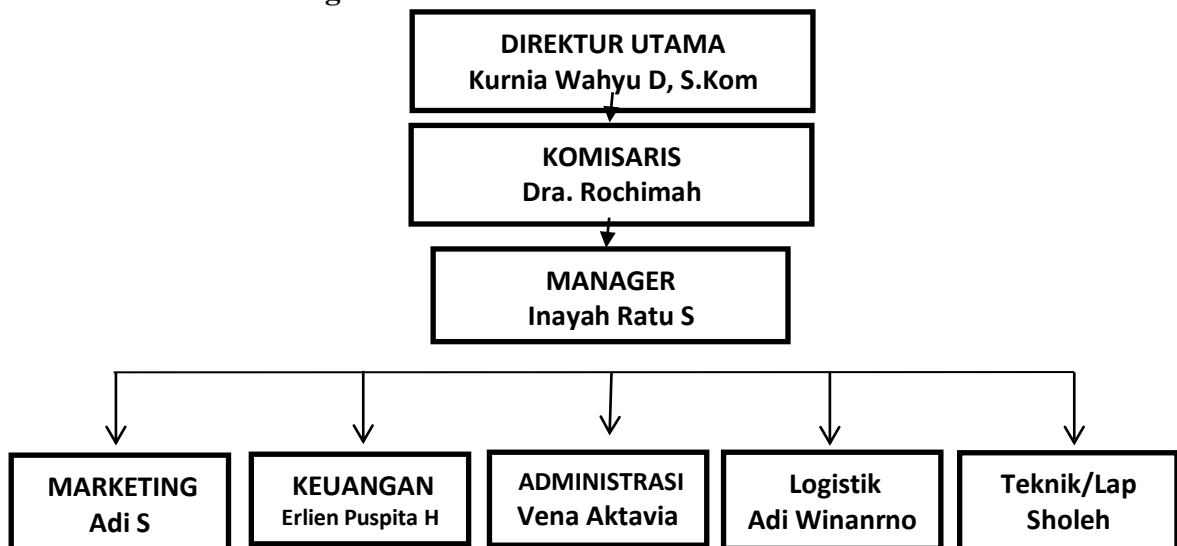 DIREKTUR UTAMA
Kurnia Wahyu D, S.Kom
KOMISARIS
Dra. Rochimah
MANAGER
Inayah Ratu S
MARKETING
Adi S
KEUANGAN
Erlien Puspita H
ADMINISTRASI
Vena Aktavia
Logistik
Adi Winanrno
Teknik/Lap
Sholeh